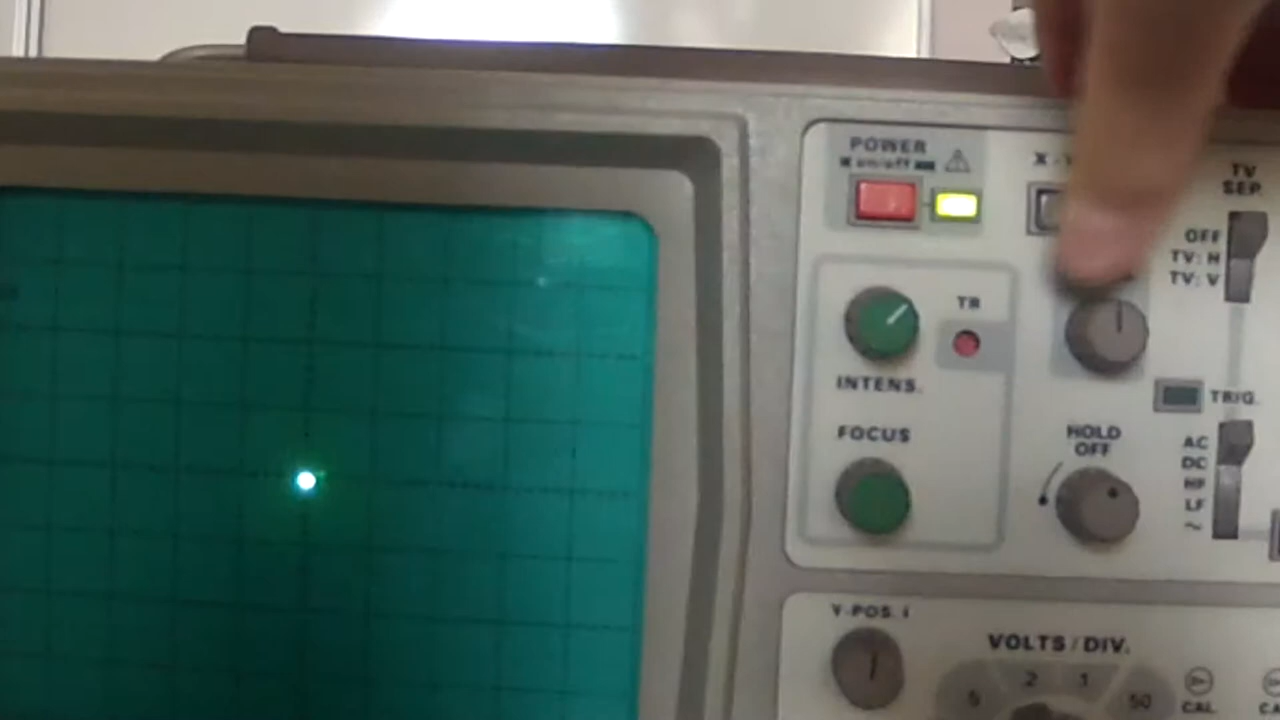 POWER
on/off
X-Y
TV
SEP.
OFF
TV: H
TV: V
TR
INTENS.
TRIG.
FOCUS
HOLD
OFF
AC
DC
HF
LF
~
Y-POS. I
VOLTS / DIV.
5
.2
.1
50
CAL.